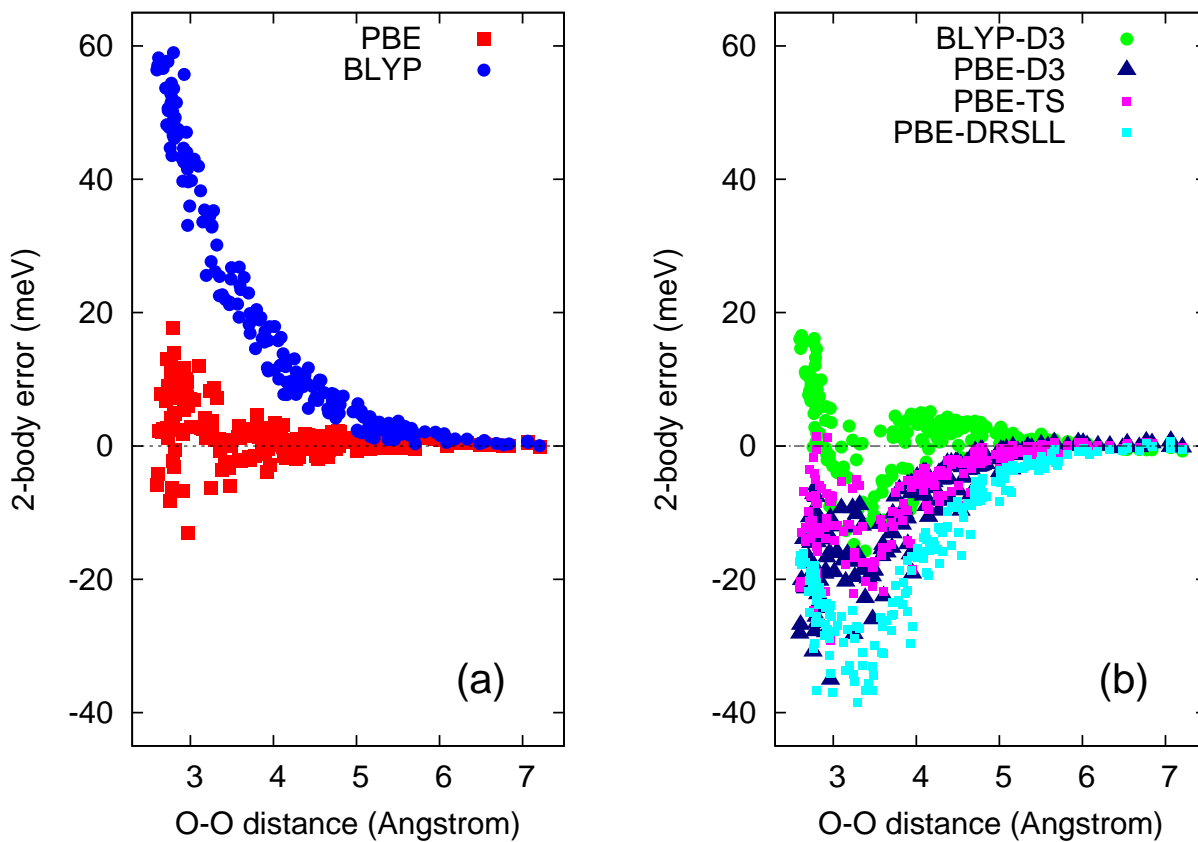 PBE
BLYP
60
40
20
0
-20
-40
2-body error (meV)
(a)
3 4 5 6 7
O-O distance (Angstrom)
BLYP-D3
PBE-D3
PBE-TS
PBE-DRSLL
60
40
20
0
-20
-40
2-body error (meV)
(b)
3 4 5 6 7
O-O distance (Angstrom)